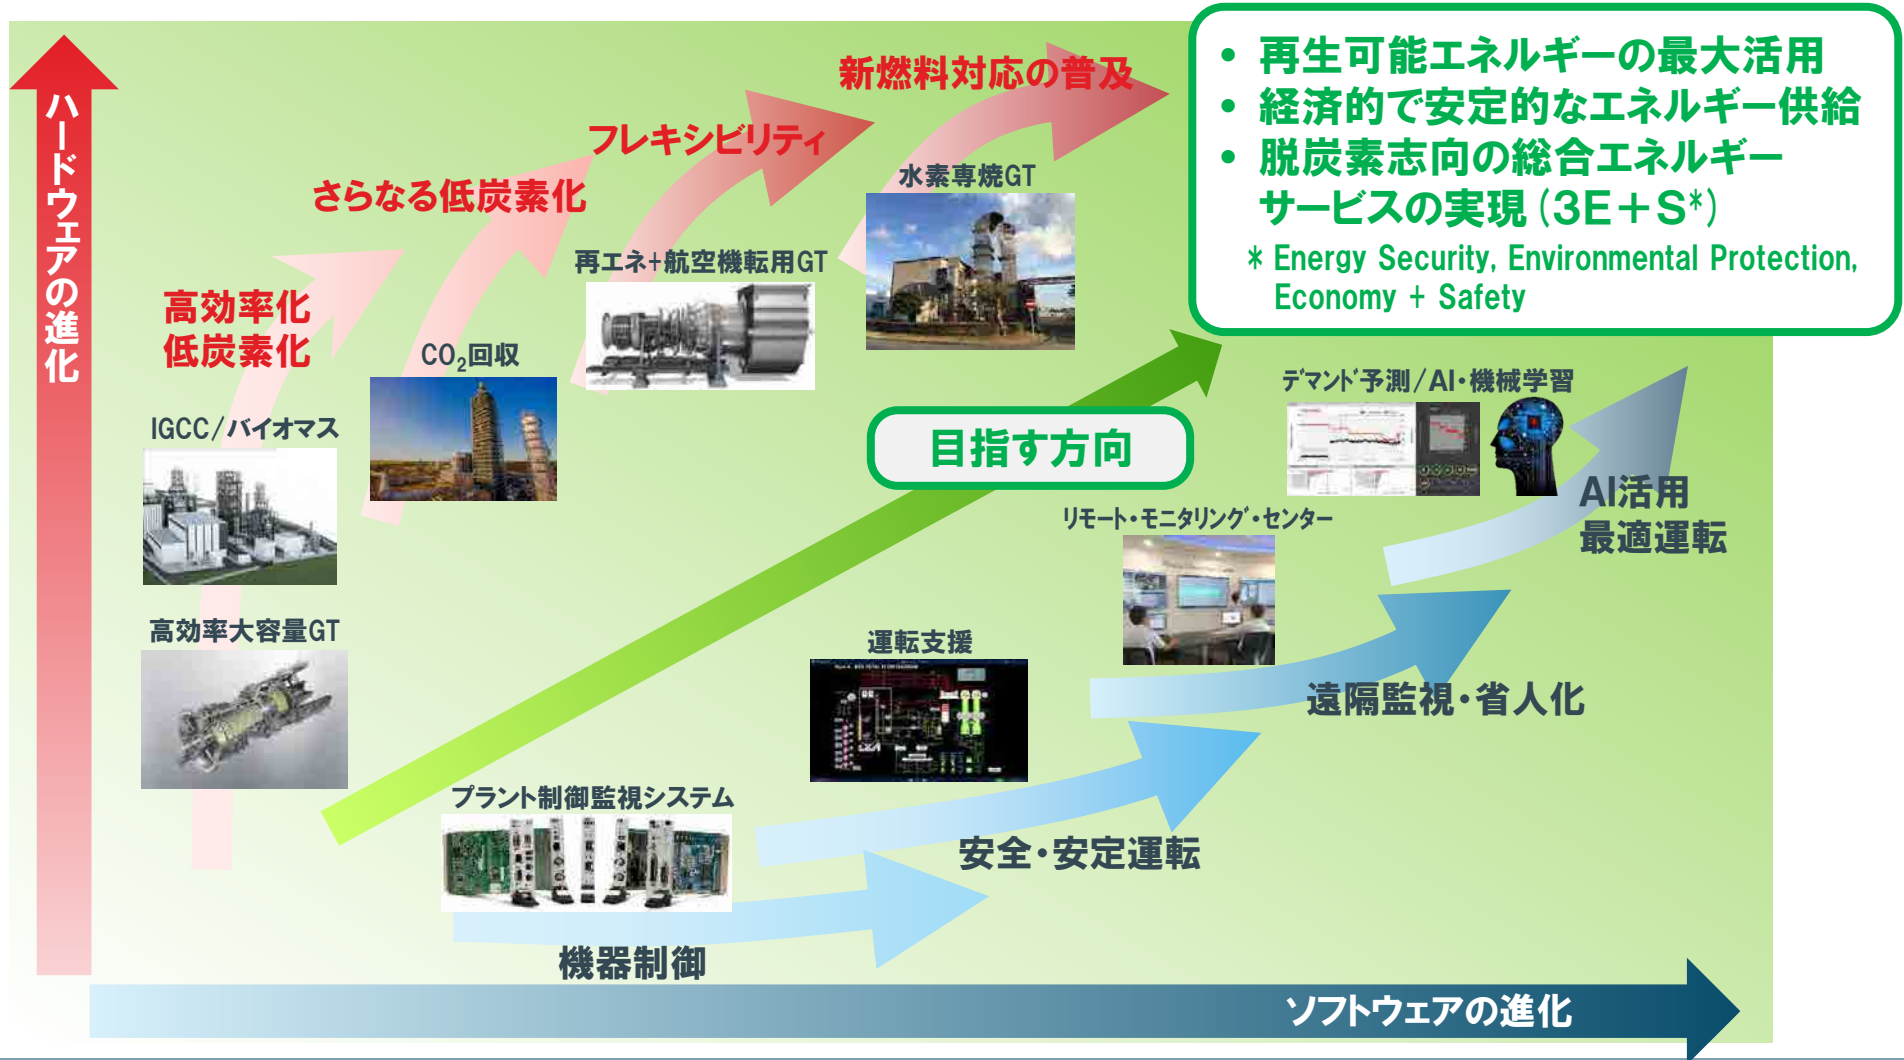 ハードウェアの進化
新燃料対応の普及
フレキシビリティ
さらなる低炭素化
高効率化
低炭素化
水素専焼GT
再エネ+航空機転用GT
CO₂回収
IGCC/バイオマス
高効率大容量GT
• 再生可能エネルギーの最大活用
• 経済的で安定的なエネルギー供給
• 脱炭素志向の総合エネルギー
サービスの実現(3E+S*)
* Energy Security, Environmental Protection,
Economy + Safety
目指す方向
デマンド予測/AI・機械学習
AI活用
最適運転
リモート・モニタリング・センター
遠隔監視・省人化
運転支援
安全・安定運転
プラント制御監視システム
機器制御
ソフトウェアの進化